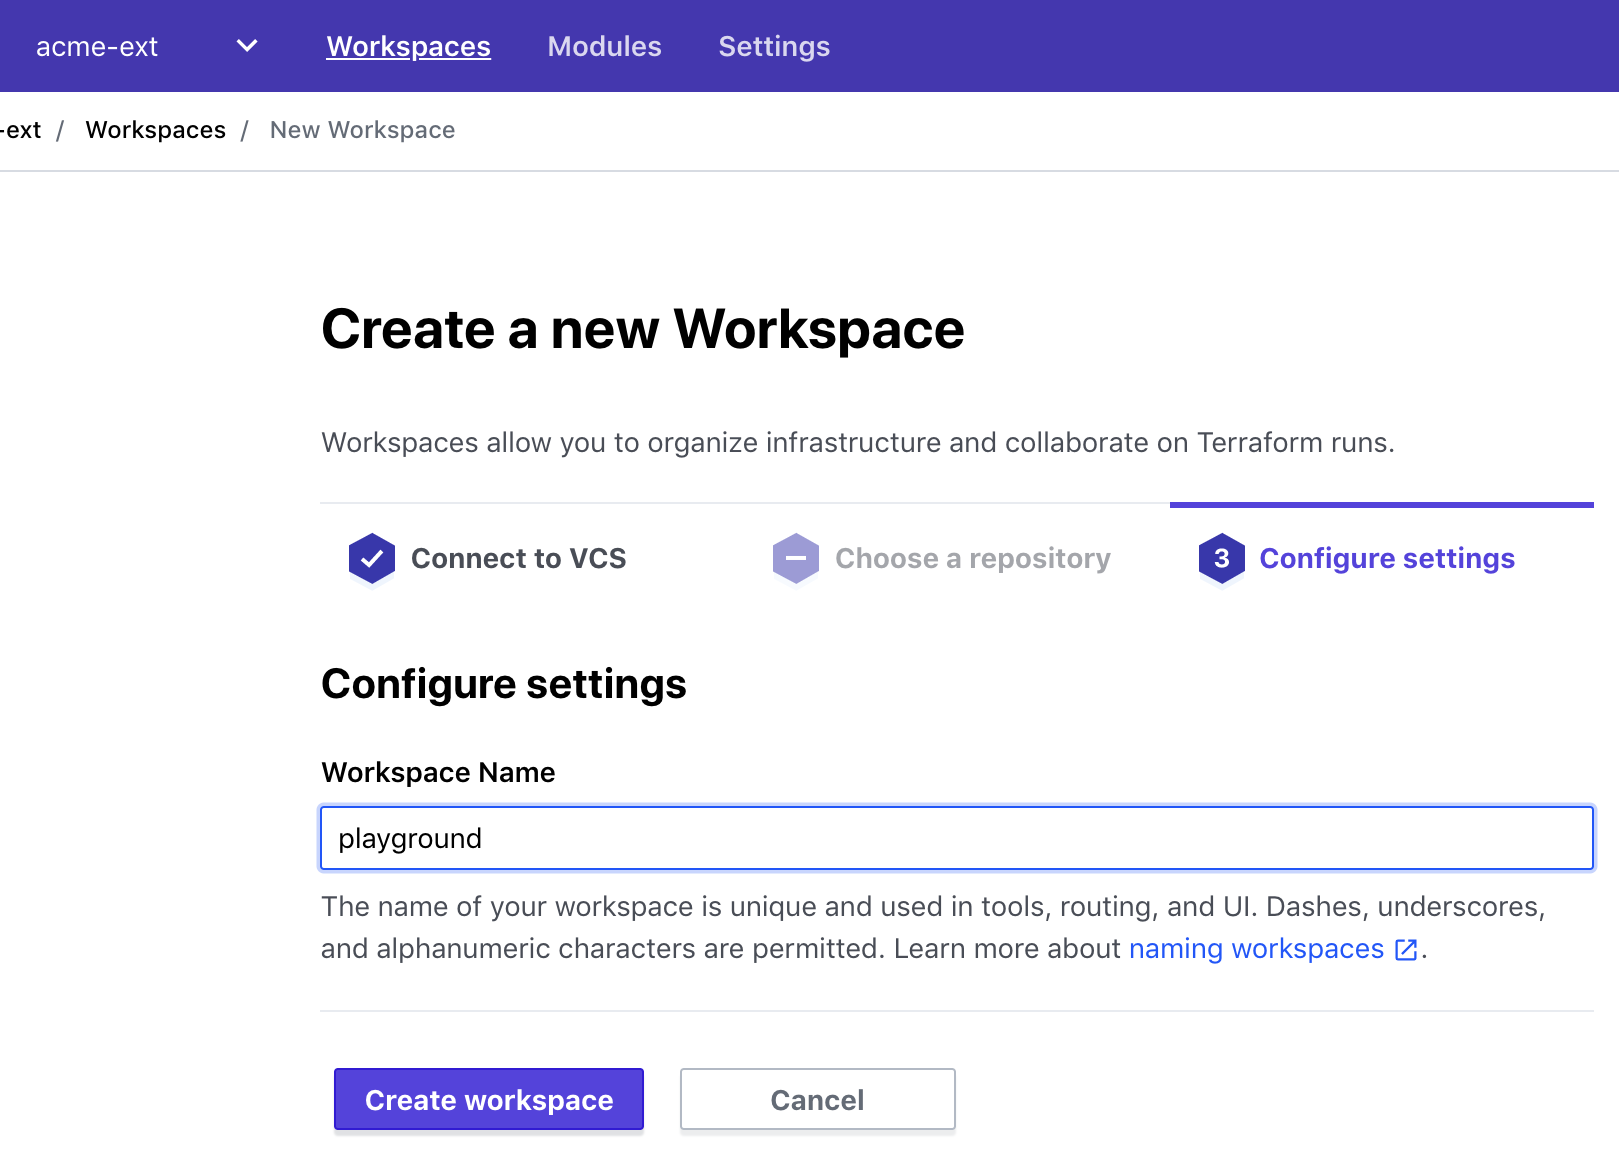 acme-ext Workspaces Modules Settings
-ext / Workspaces / New Workspace
Create a new Workspace
Workspaces allow you to organize infrastructure and collaborate on Terraform runs.
Connect to VCS Choose a repository 3 Configure settings
Configure settings
Workspace Name
playground
The name of your workspace is unique and used in tools, routing, and UI. Dashes, underscores,
and alphanumeric characters are permitted. Learn more about naming workspaces.
Create workspace Cancel